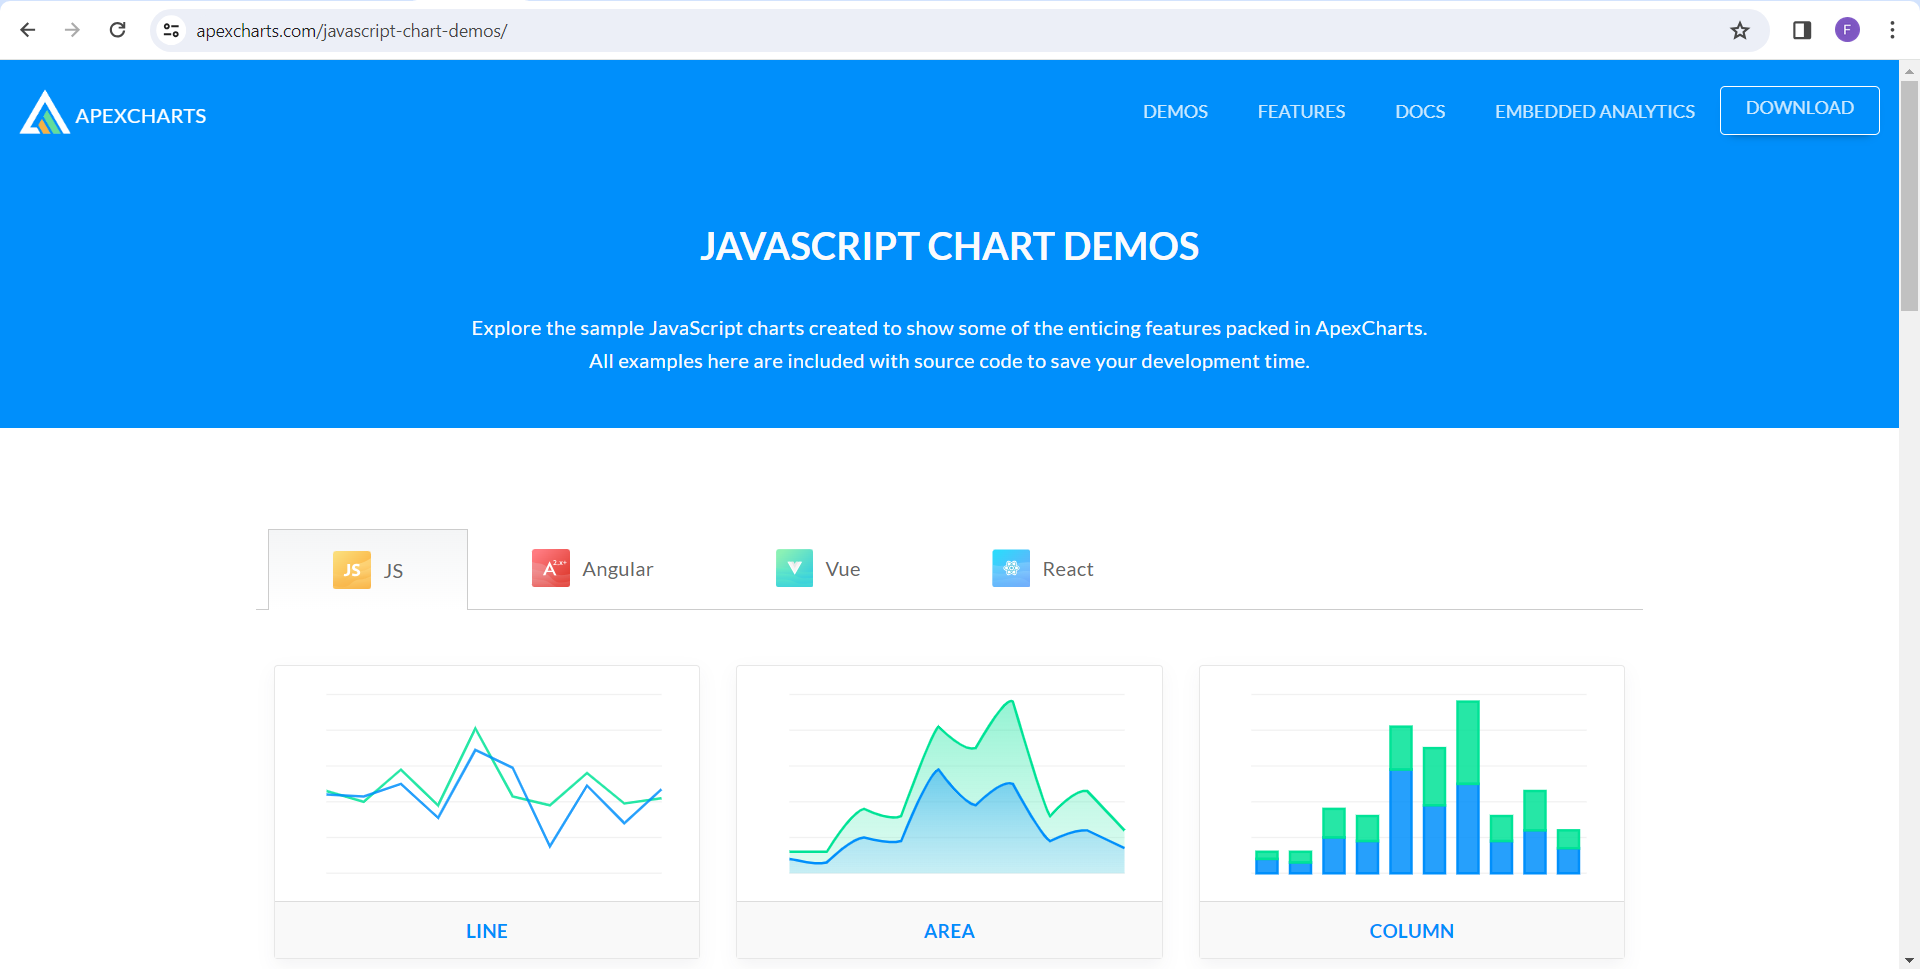 apexcharts.com/javascript-chart-demos/
F
APEXCHARTS
DEMOS
FEATURES
DOCS
EMBEDDED ANALYTICS
DOWNLOAD
JAVASCRIPT CHART DEMOS
Explore the sample JavaScript charts created to show some of the enticing features packed in ApexCharts.
All examples here are included with source code to save your development time.
JS JS
A 2.x+ Angular
Vue
React
LINE
AREA
COLUMN